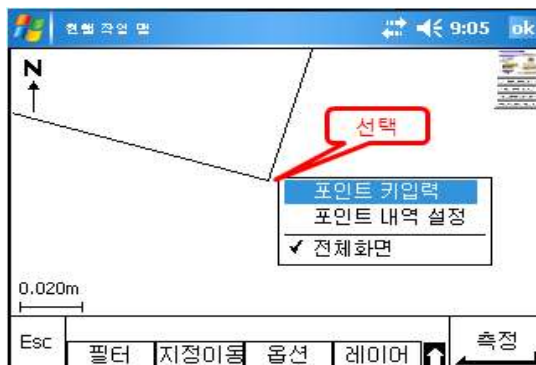 현행 작업 맵 9:05 ok
N
선택
포인트 키입력
포인트 내역 설정
✔ 전체화면
0.020m
Esc 필터 지정이동 옵션 레이어 측정